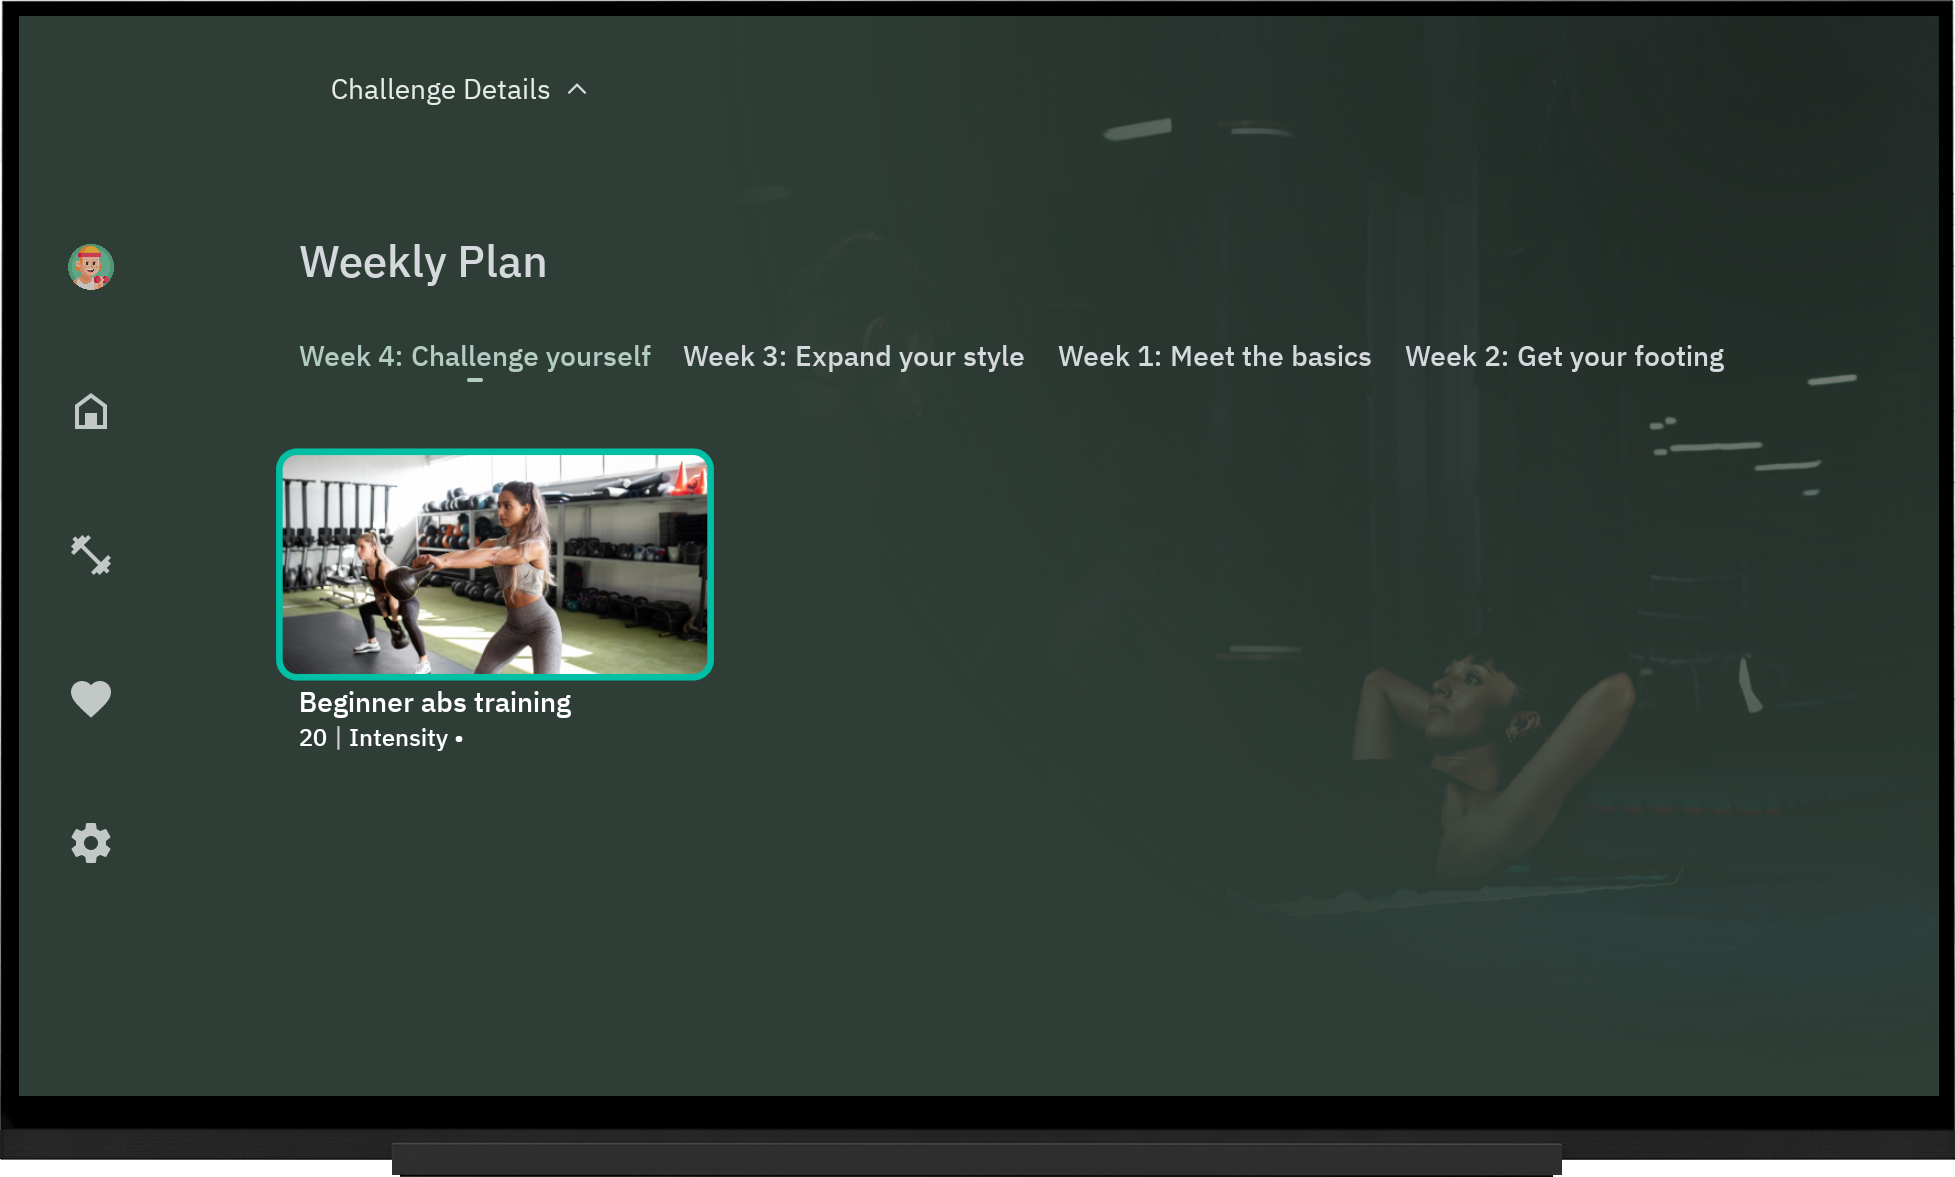 Challenge Details
Weekly Plan
Week 4: Challenge yourself Week 3: Expand your style Week 1: Meet the basics Week 2: Get your footing
Beginner abs training
20 | Intensity •